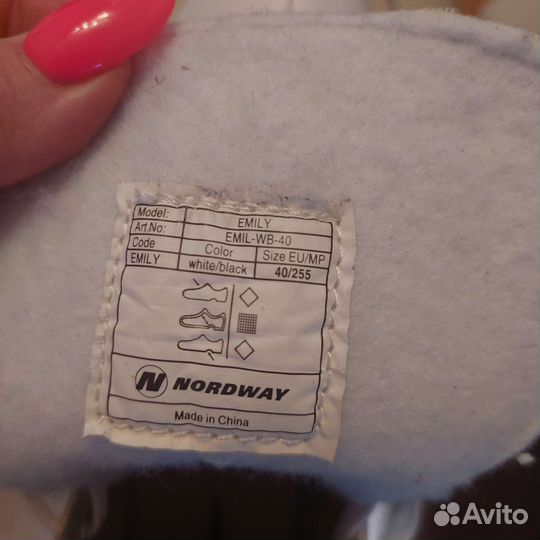 Model: EMILY
Art.No: EMIL-WB-40
Code Color Size EU/MP
EMILY white/black 40/255
N NORDWAY
Made in China
Avito